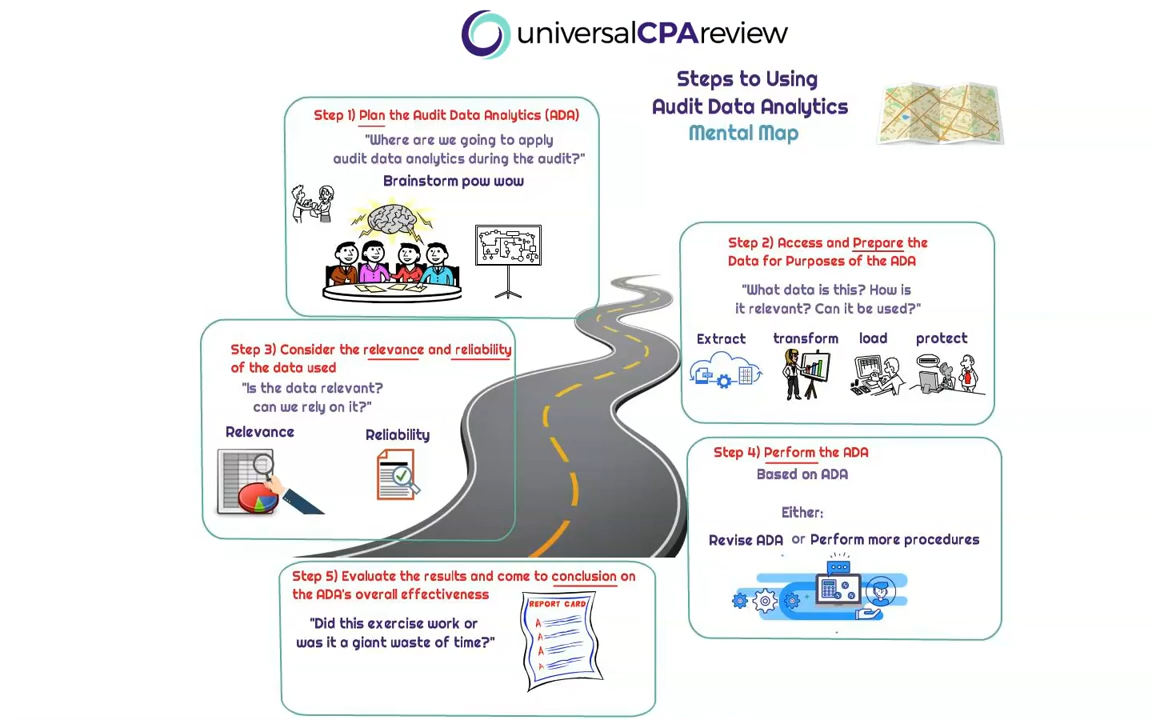 universalCPAreview
Steps to Using
Audit Data Analytics
Mental Map
Step 1) Plan the Audit Data Analytics (ADA)
"Where are we going to apply
audit data analytics during the audit?"
Brainstorm pow wow
Step 2) Access and Prepare the
Data for Purposes of the ADA
"What data is this? How is
it relevant? Can it be used?"
Extract transform load protect
Step 3) Consider the relevance and reliability
of the data used
"Is the data relevant?
can we rely on it?"
Relevance Reliability
Step 4) Perform the ADA
Based on ADA
Either:
Revise ADA or Perform more procedures
Step 5) Evaluate the results and come to conclusion on
the ADA's overall effectiveness
"Did this exercise work or
was it a giant waste of time?"
REPORT CARD
A
A
A
A